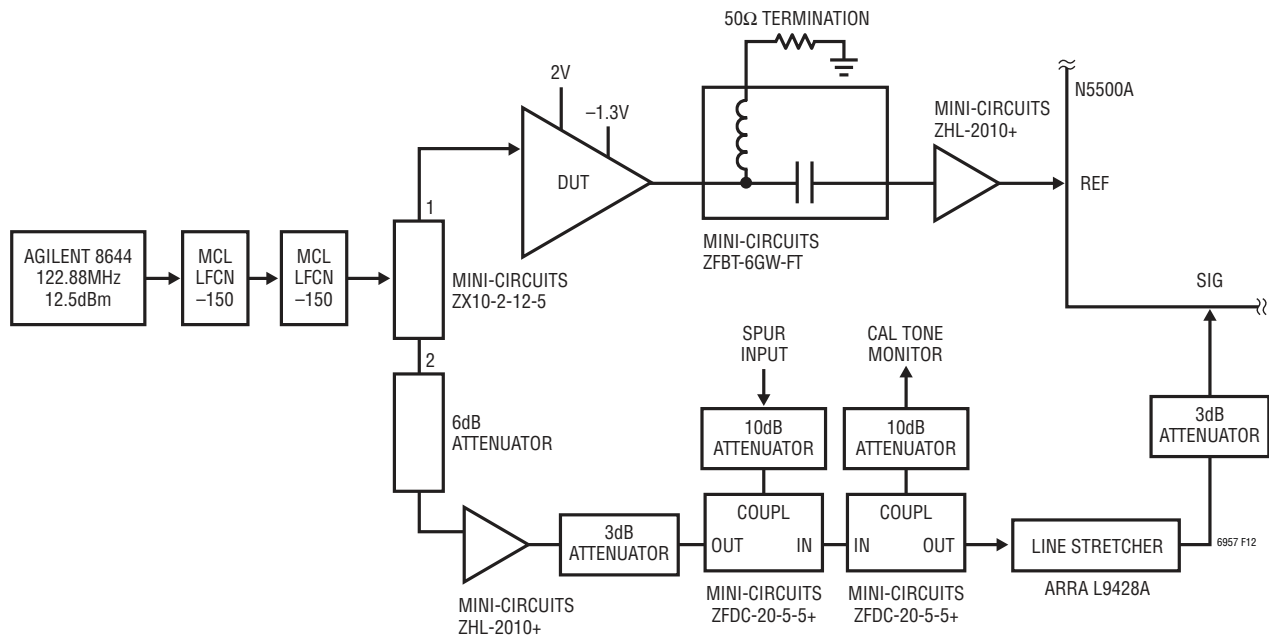 50Ω TERMINATION
2V
–1.3V
DUT
MINI-CIRCUITS
ZFBT-6GW-FT
MINI-CIRCUITS
ZHL-2010+
N5500A
REF
SIG
AGILENT 8644
122.88MHz
12.5dBm
MCL
LFCN
–150
MCL
LFCN
–150
1
MINI-CIRCUITS
ZX10-2-12-5
2
6dB
ATTENUATOR
MINI-CIRCUITS
ZHL-2010+
3dB
ATTENUATOR
SPUR
INPUT
10dB
ATTENUATOR
COUPL
OUT IN
MINI-CIRCUITS
ZFDC-20-5-5+
CAL TONE
MONITOR
10dB
ATTENUATOR
COUPL
IN OUT
MINI-CIRCUITS
ZFDC-20-5-5+
LINE STRETCHER
ARRA L9428A
3dB
ATTENUATOR
6957 F12